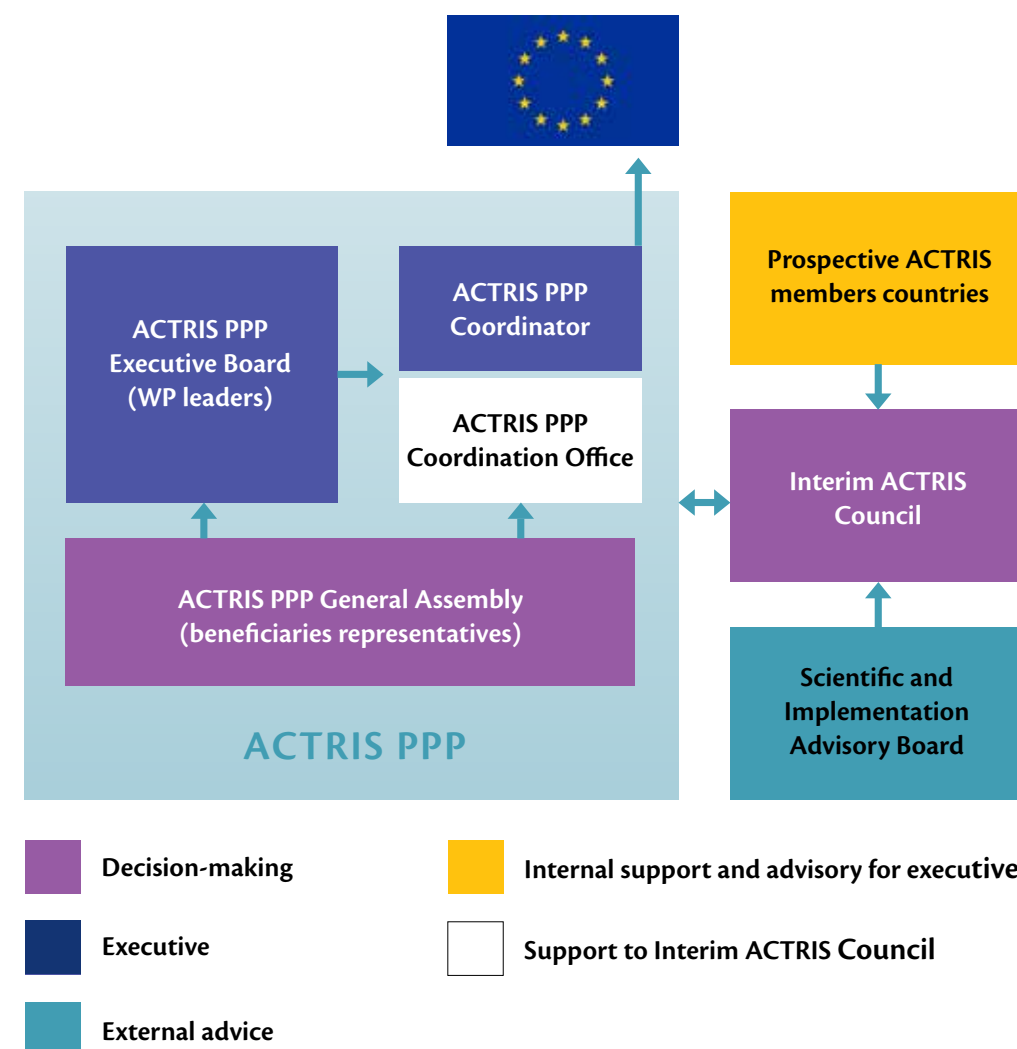 ACTRIS PPP
Executive Board
(WP leaders)
ACTRIS PPP
Coordinator
ACTRIS PPP
Coordination Office
ACTRIS PPP General Assembly
(beneficiaries representatives)
ACTRIS PPP
Prospective ACTRIS
members countries
Interim ACTRIS
Council
Scientific and
Implementation
Advisory Board
Decision-making
Executive
External advice
Internal support and advisory for executive
Support to Interim ACTRIS Council